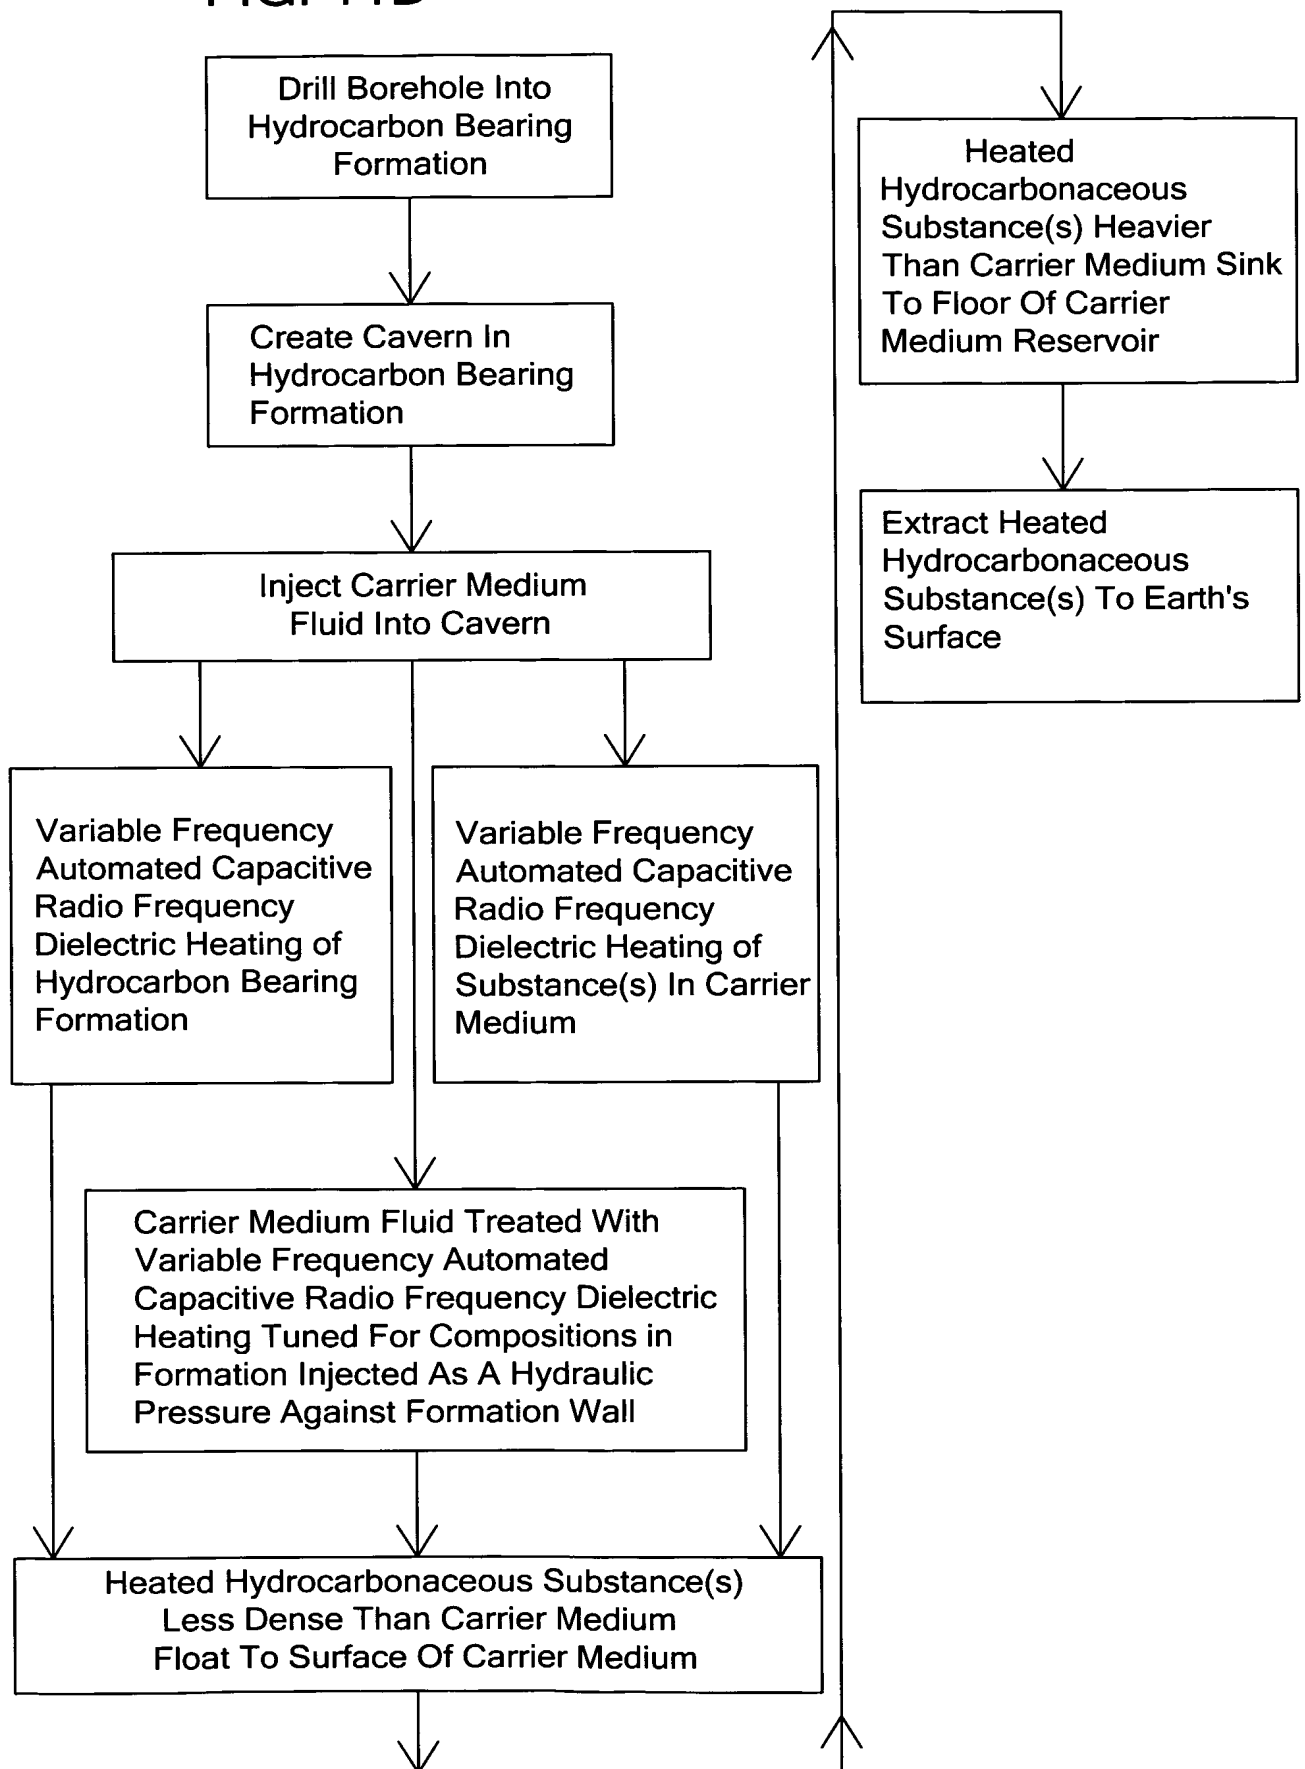 Drill Borehole Into
Hydrocarbon Bearing
Formation
Create Cavern In
Hydrocarbon Bearing
Formation
Inject Carrier Medium
Fluid Into Cavern
Variable Frequency
Automated Capacitive
Radio Frequency
Dielectric Heating of
Hydrocarbon Bearing
Formation
Variable Frequency
Automated Capacitive
Radio Frequency
Dielectric Heating of
Substance(s) In Carrier
Medium
Carrier Medium Fluid Treated With
Variable Frequency Automated
Capacitive Radio Frequency Dielectric
Heating Tuned For Compositions in
Formation Injected As A Hydraulic
Pressure Against Formation Wall
Heated Hydrocarbonaceous Substance(s)
Less Dense Than Carrier Medium
Float To Surface Of Carrier Medium
Heated
Hydrocarbonaceous
Substance(s) Heavier
Than Carrier Medium Sink
To Floor Of Carrier
Medium Reservoir
Extract Heated
Hydrocarbonaceous
Substance(s) To Earth's
Surface